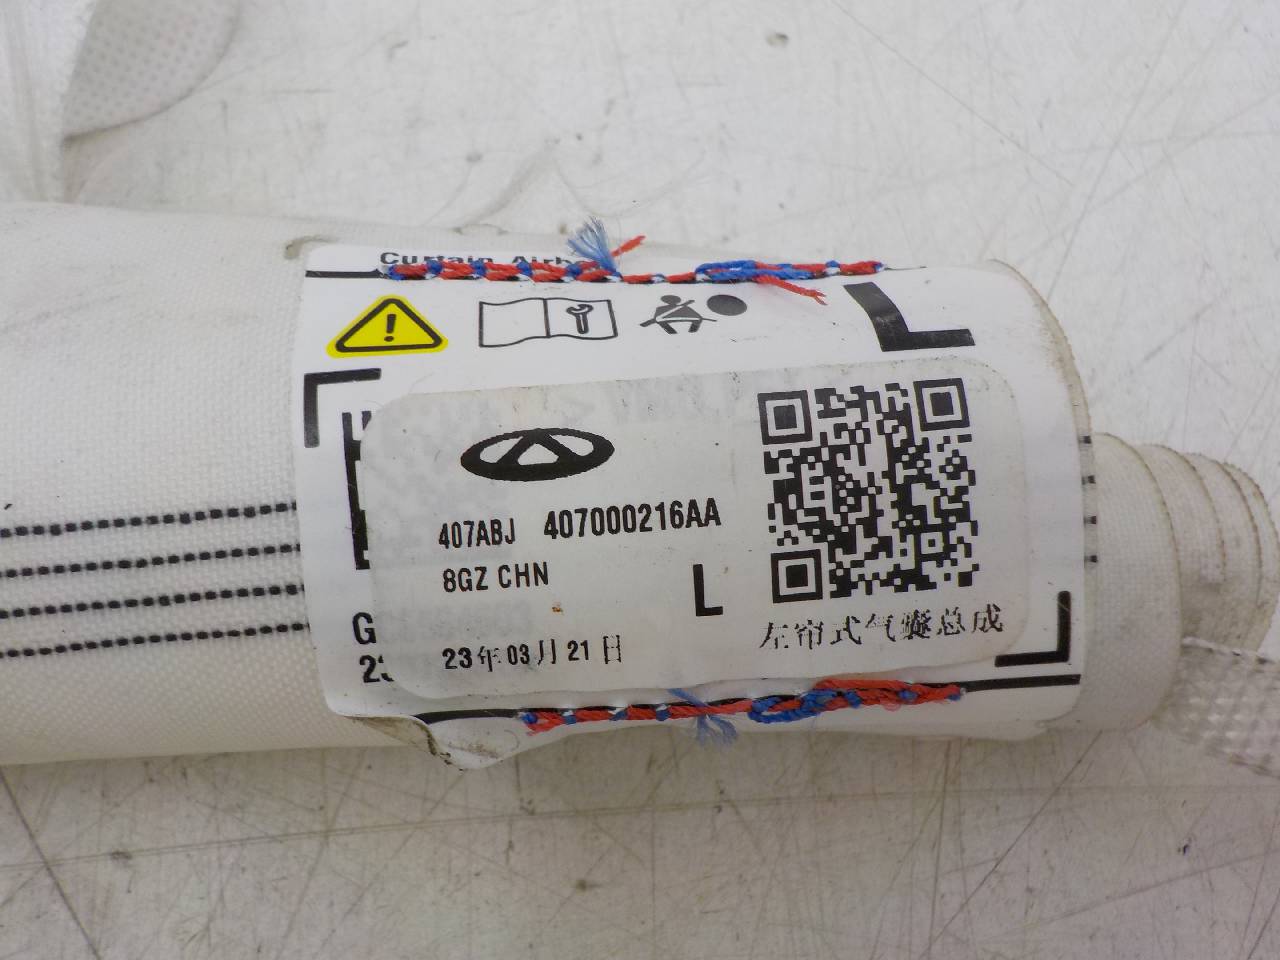 Curtain Airb
L
407ABJ 407000216AA
8GZ CHN
L
G
23年03月21日
左帘式气囊总成